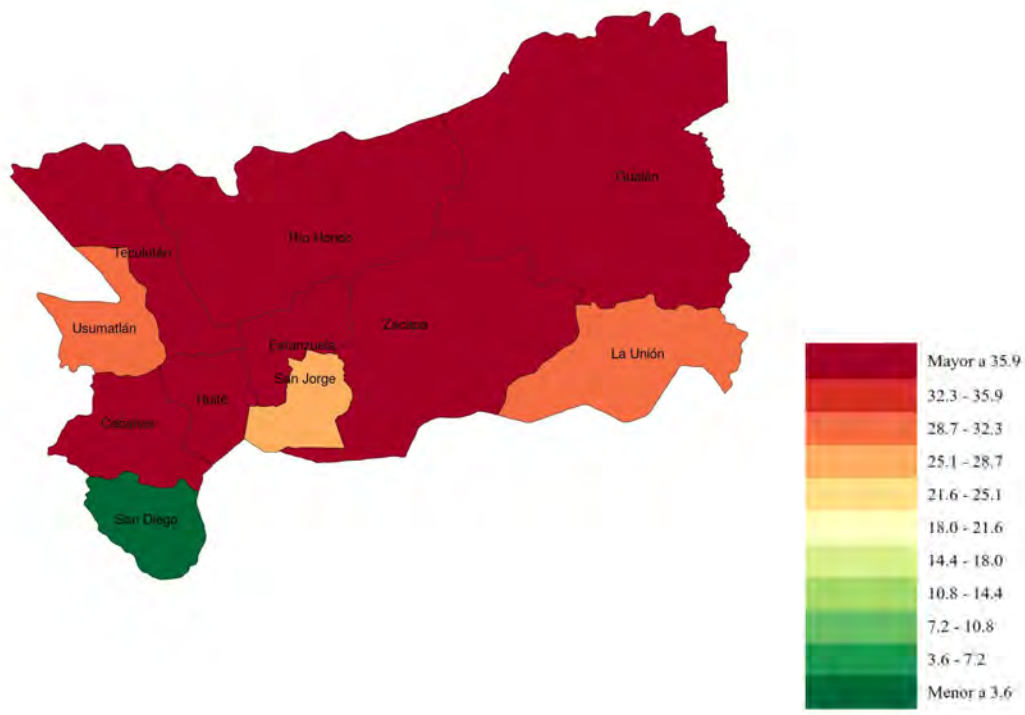 Gualán
Río Hondo
Teculután
Usumatlán
Zacapa
Estanzuela
La Unión
San Jorge
Huité
Cabañas
San Diego
Mayor a 35.9
32.3 - 35.9
28.7 - 32.3
25.1 - 28.7
21.6 - 25.1
18.0 - 21.6
14.4 - 18.0
10.8 - 14.4
7.2 - 10.8
3.6 - 7.2
Menor a 3.6